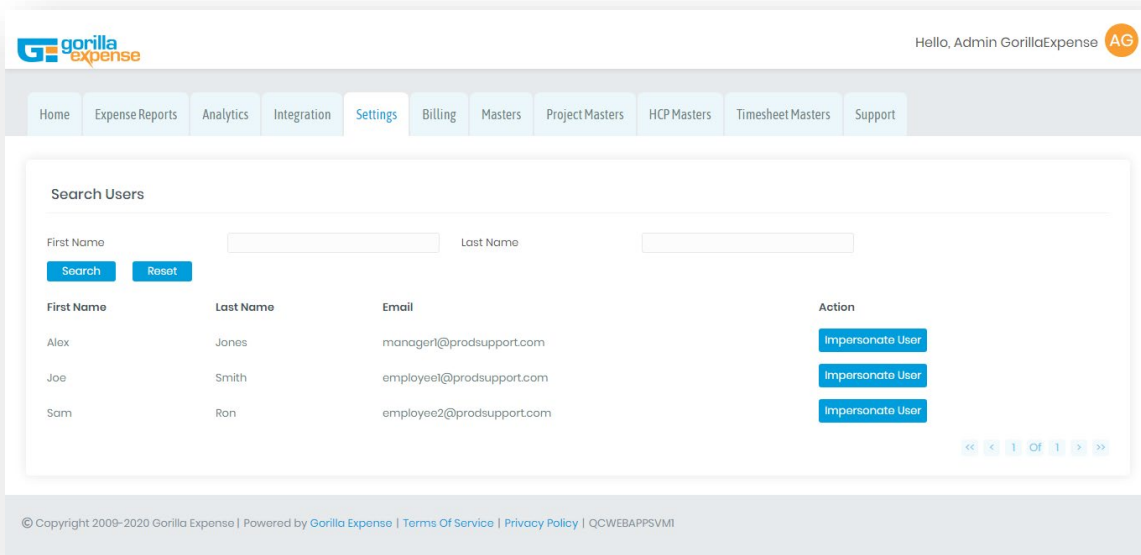 gorilla
expense
Hello, Admin GorillaExpense AG
Home Expense Reports Analytics Integration Settings Billing Masters Project Masters HCP Masters Timesheet Masters Support
Search Users
First Name Last Name
Search Reset
First Name Last Name Email Action
Alex Jones manager1@prodsupport.com Impersonate User
Joe Smith employee1@prodsupport.com Impersonate User
Sam Ron employee2@prodsupport.com Impersonate User
<< < 1 Of 1 > >>
© Copyright 2009-2020 Gorilla Expense | Powered by Gorilla Expense | Terms Of Service | Privacy Policy | QCWEBAPPSVM1